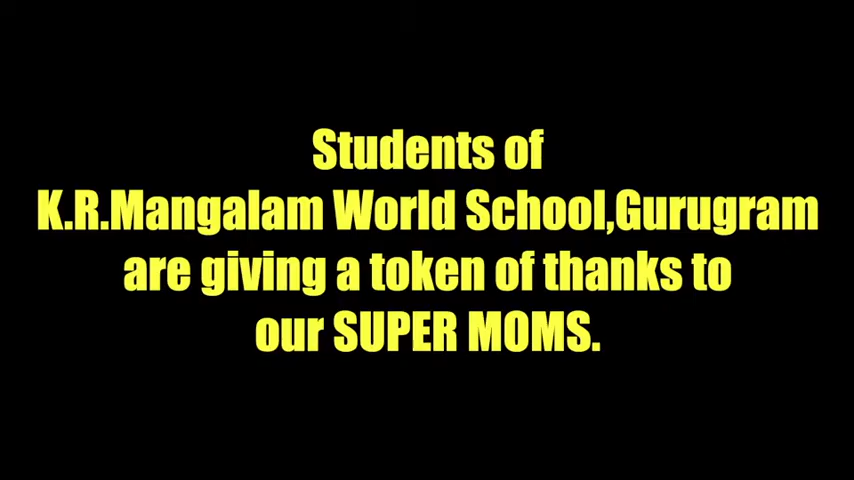 Students of
K.R.Mangalam World School,Gurugram
are giving a token of thanks to
our SUPER MOMS.